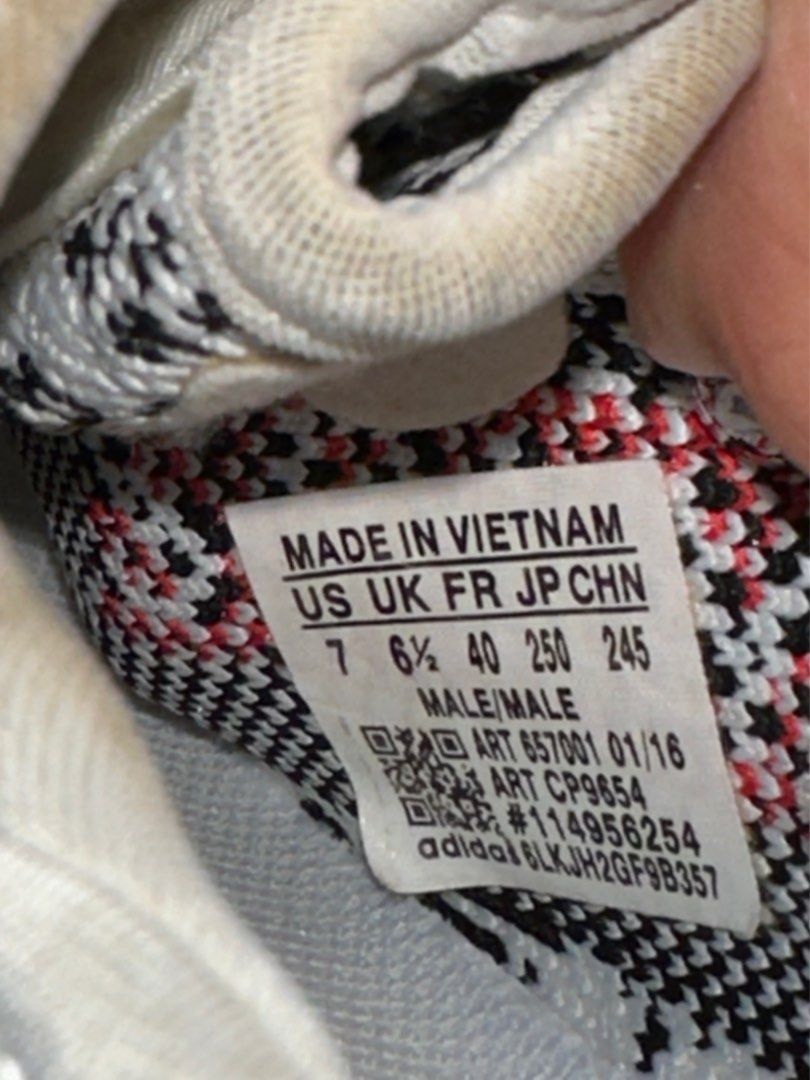 MADE IN VIETNAM
US UK FR JP CHN
7 6½ 40 250 245
MALE/MALE
ART 657001 01/16
ART CP9654
#114956254
adidas 6LKJH2GF9B357